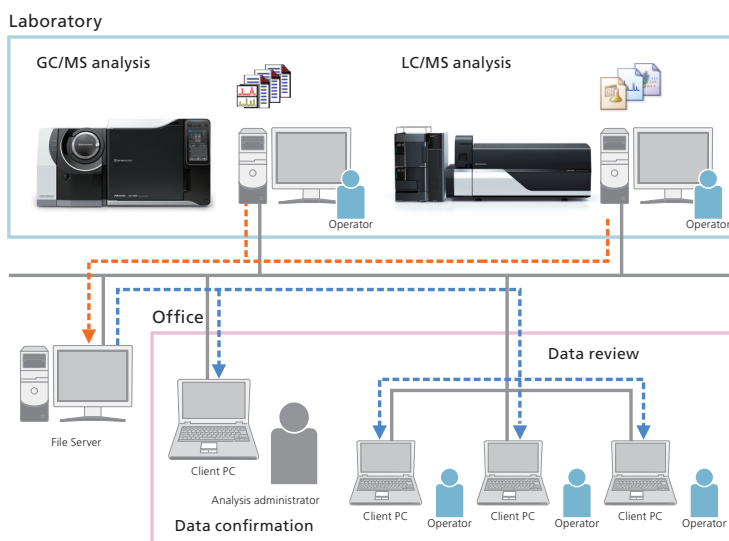 Laboratory
GC/MS analysis
LC/MS analysis
Operator
Operator
Office
Data review
File Server
Client PC
Analysis administrator
Data confirmation
Client PC
Operator
Client PC
Operator
Client PC
Operator